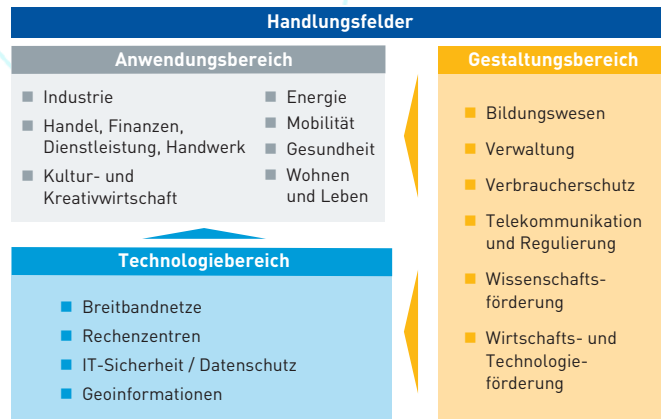 Handlungsfelder
Anwendungsbereich
Industrie
Handel, Finanzen,
Dienstleistung, Handwerk
Kultur- und
Kreativwirtschaft
Energie
Mobilität
Gesundheit
Wohnen
und Leben
Technologiebereich
Breitbandnetze
Rechenzentren
IT-Sicherheit / Datenschutz
Geoinformationen
Gestaltungsbereich
Bildungswesen
Verwaltung
Verbraucherschutz
Telekommunikation
und Regulierung
Wissenschafts-
förderung
Wirtschafts- und
Technologie-
förderung